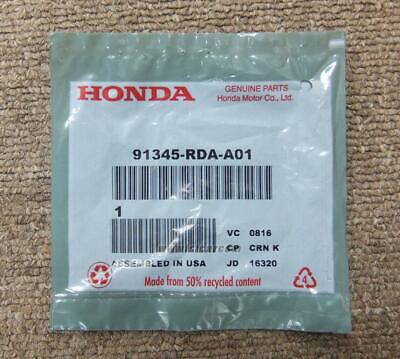 HONDA
GENUINE PARTS
Honda Motor Co., Ltd.
91345-RDA-A01
1
VC 0816
CP CRN K
ASSEMBLED IN USA JD 16320
Made from 50% recycled content
4